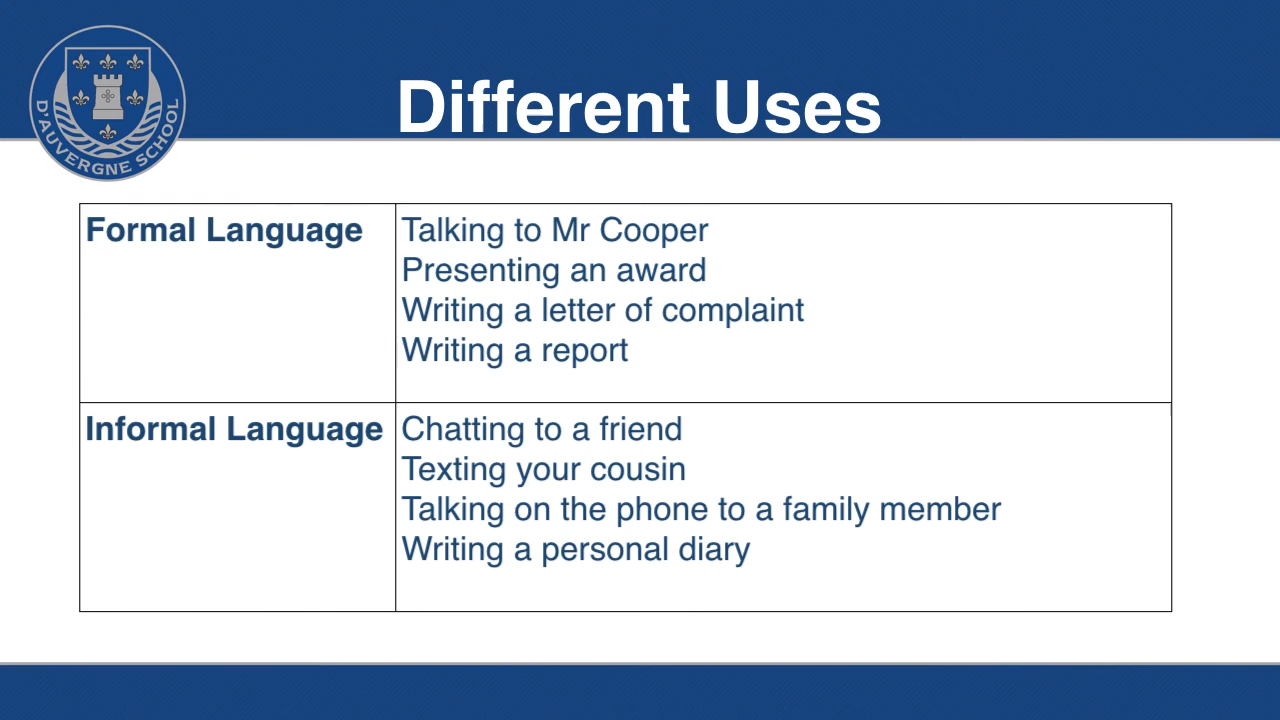 D'AUVERGNE SCHOOL
Different Uses
Formal Language
Talking to Mr Cooper
Presenting an award
Writing a letter of complaint
Writing a report
Informal Language
Chatting to a friend
Texting your cousin
Talking on the phone to a family member
Writing a personal diary